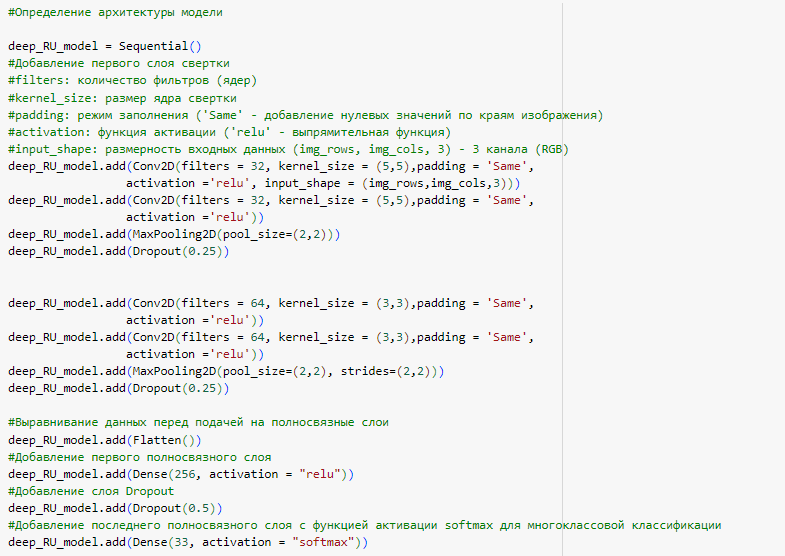 #Определение архитектуры модели
deep_RU_model = Sequential()
#Добавление первого слоя свертки
#filters: количество фильтров (ядер)
#kernel_size: размер ядра свертки
#padding: режим заполнения ('Same' - добавление нулевых значений по краям изображения)
#activation: функция активации ('relu' - выпрямительная функция)
#input_shape: размерность входных данных (img_rows, img_cols, 3) - 3 канала (RGB)
deep_RU_model.add(Conv2D(filters = 32, kernel_size = (5,5),padding = 'Same',
activation ='relu', input_shape = (img_rows,img_cols,3)))
deep_RU_model.add(Conv2D(filters = 32, kernel_size = (5,5),padding = 'Same',
activation ='relu'))
deep_RU_model.add(MaxPooling2D(pool_size=(2,2)))
deep_RU_model.add(Dropout(0.25))
deep_RU_model.add(Conv2D(filters = 64, kernel_size = (3,3),padding = 'Same',
activation ='relu'))
deep_RU_model.add(Conv2D(filters = 64, kernel_size = (3,3),padding = 'Same',
activation ='relu'))
deep_RU_model.add(MaxPooling2D(pool_size=(2,2), strides=(2,2)))
deep_RU_model.add(Dropout(0.25))
#Выравнивание данных перед подачей на полносвязные слои
deep_RU_model.add(Flatten())
#Добавление первого полносвязного слоя
deep_RU_model.add(Dense(256, activation = "relu"))
#Добавление слоя Dropout
deep_RU_model.add(Dropout(0.5))
#Добавление последнего полносвязного слоя с функцией активации softmax для многоклассовой классификации
deep_RU_model.add(Dense(33, activation = "softmax"))